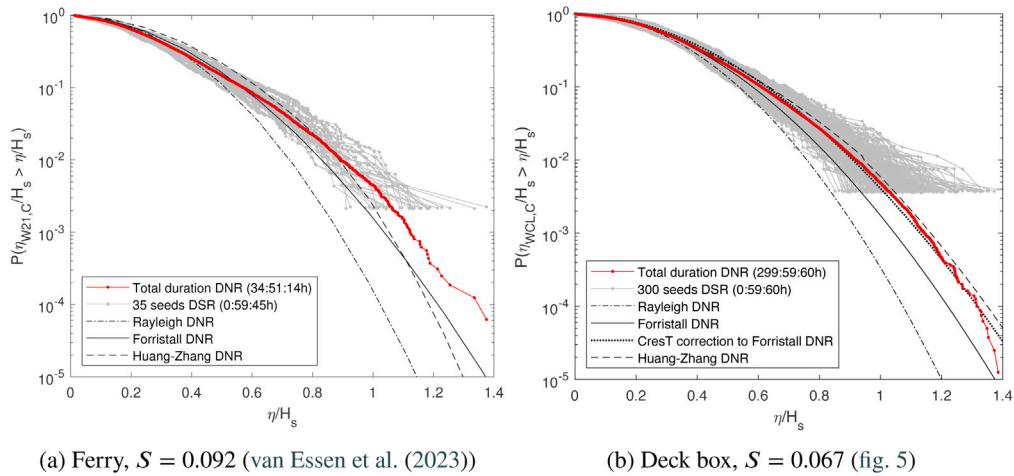 10^0
10^-1
10^-2
10^-3
10^-4
10^-5
P(η_W21,C/H_s > η/H_s)
Total duration DNR (34:51:14h)
35 seeds DSR (0:59:45h)
Rayleigh DNR
Forristall DNR
Huang-Zhang DNR
0 0.2 0.4 0.6 0.8 1 1.2 1.4
η/H_s
(a) Ferry, S = 0.092 (van Essen et al. (2023))
10^0
10^-1
10^-2
10^-3
10^-4
10^-5
P(η_WCL,C/H_s > η/H_s)
Total duration DNR (299:59:60h)
300 seeds DSR (0:59:60h)
Rayleigh DNR
Forristall DNR
CresT correction to Forristall DNR
Huang-Zhang DNR
0 0.2 0.4 0.6 0.8 1 1.2 1.4
η/H_s
(b) Deck box, S = 0.067 (fig. 5)